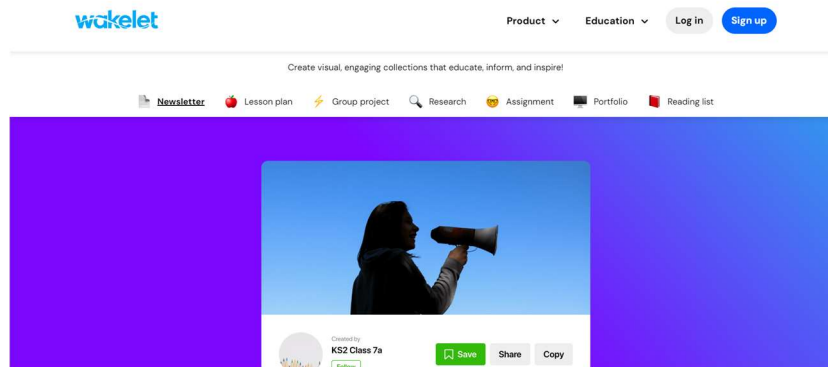 wakelet
Product
Education
Log in
Sign up
Create visual, engaging collections that educate, inform, and inspire!
Newsletter
Lesson plan
Group project
Research
Assignment
Portfolio
Reading list
Created by
KS2 Class 7a
Follow
Save
Share
Copy